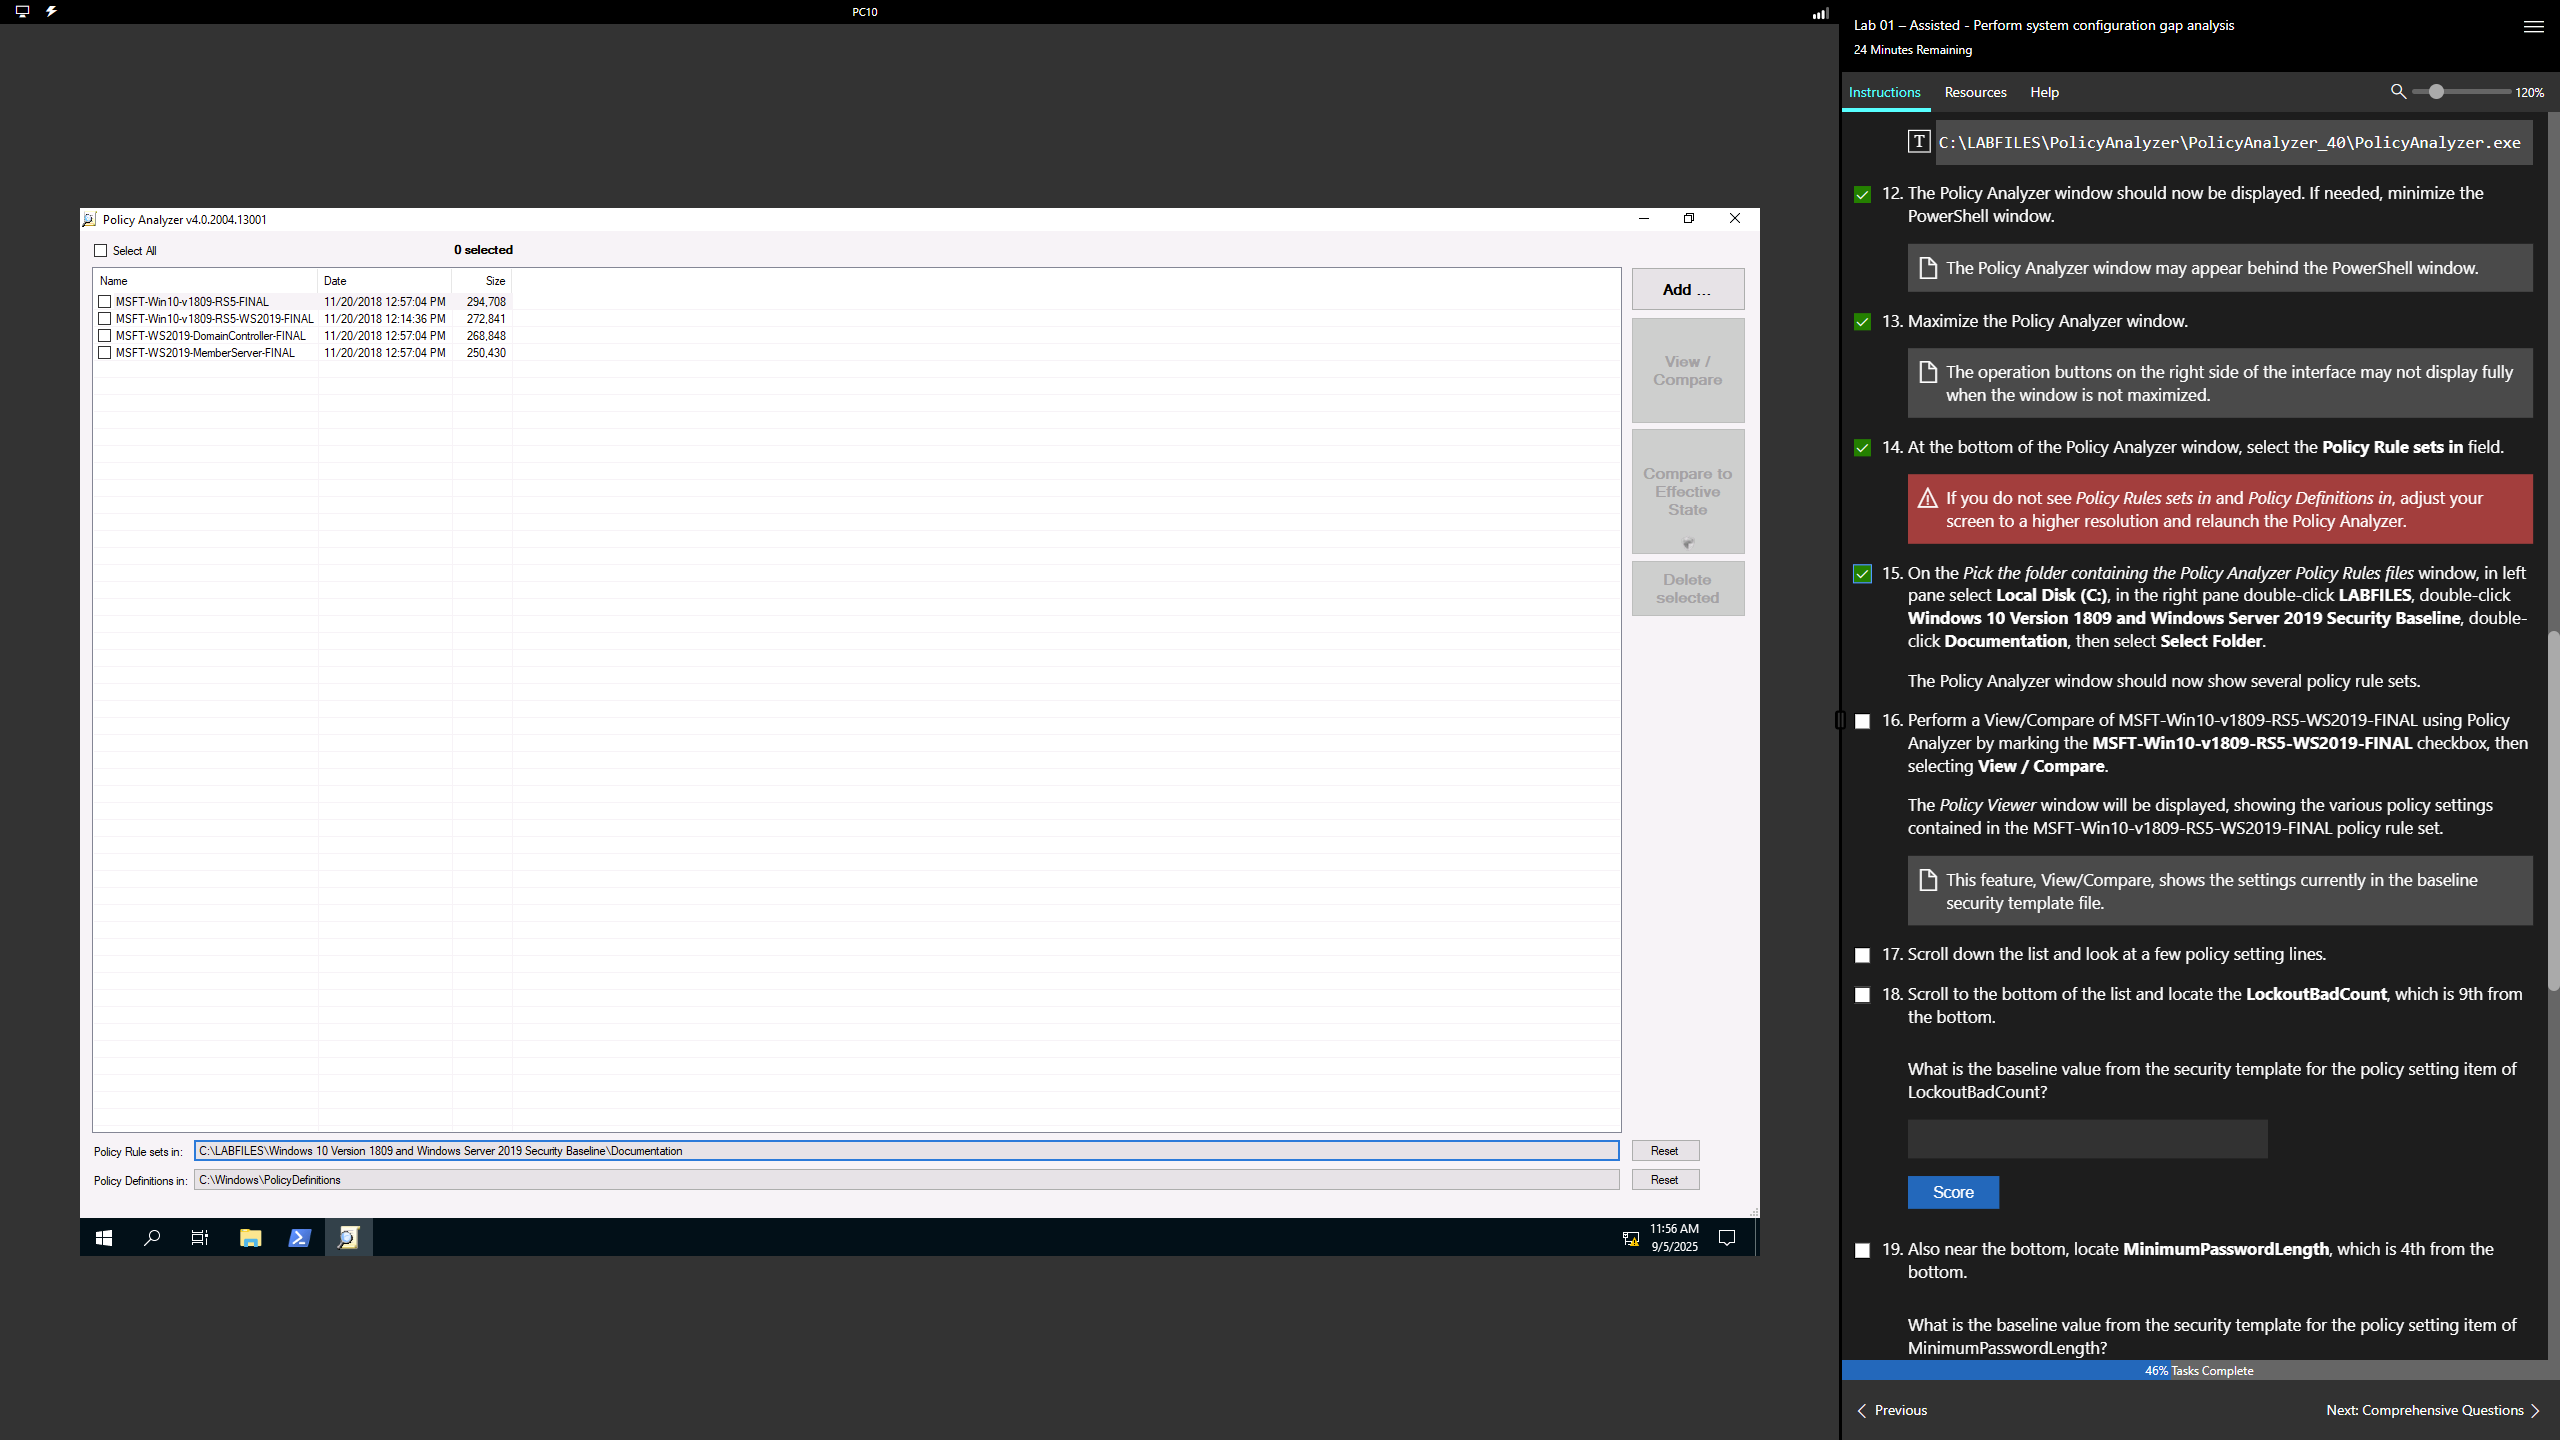 PC10
Policy Analyzer v4.0.2004.13001
Select All
0 selected
Name Date Size
MSFT-Win10-v1809-RS5-FINAL 11/20/2018 12:57:04 PM 294,708
MSFT-Win10-v1809-RS5-WS2019-FINAL 11/20/2018 12:14:36 PM 272,841
MSFT-WS2019-DomainController-FINAL 11/20/2018 12:57:04 PM 268,848
MSFT-WS2019-MemberServer-FINAL 11/20/2018 12:57:04 PM 250,430
Add ...
View /
Compare
Compare to
Effective
State
Delete
selected
Policy Rule sets in: C:\LABFILES\Windows 10 Version 1809 and Windows Server 2019 Security Baseline\Documentation Reset
Policy Definitions in: C:\Windows\PolicyDefinitions Reset
11:56 AM
9/5/2025
Lab 01 – Assisted - Perform system configuration gap analysis
24 Minutes Remaining
Instructions Resources Help 120%
T C:\LABFILES\PolicyAnalyzer\PolicyAnalyzer_40\PolicyAnalyzer.exe
12. The Policy Analyzer window should now be displayed. If needed, minimize the
PowerShell window.
The Policy Analyzer window may appear behind the PowerShell window.
13. Maximize the Policy Analyzer window.
The operation buttons on the right side of the interface may not display fully
when the window is not maximized.
14. At the bottom of the Policy Analyzer window, select the Policy Rule sets in field.
If you do not see Policy Rules sets in and Policy Definitions in, adjust your
screen to a higher resolution and relaunch the Policy Analyzer.
15. On the Pick the folder containing the Policy Analyzer Policy Rules files window, in left
pane select Local Disk (C:), in the right pane double-click LABFILES, double-click
Windows 10 Version 1809 and Windows Server 2019 Security Baseline, double-
click Documentation, then select Select Folder.
The Policy Analyzer window should now show several policy rule sets.
16. Perform a View/Compare of MSFT-Win10-v1809-RS5-WS2019-FINAL using Policy
Analyzer by marking the MSFT-Win10-v1809-RS5-WS2019-FINAL checkbox, then
selecting View / Compare.
The Policy Viewer window will be displayed, showing the various policy settings
contained in the MSFT-Win10-v1809-RS5-WS2019-FINAL policy rule set.
This feature, View/Compare, shows the settings currently in the baseline
security template file.
17. Scroll down the list and look at a few policy setting lines.
18. Scroll to the bottom of the list and locate the LockoutBadCount, which is 9th from
the bottom.
What is the baseline value from the security template for the policy setting item of
LockoutBadCount?
Score
19. Also near the bottom, locate MinimumPasswordLength, which is 4th from the
bottom.
What is the baseline value from the security template for the policy setting item of
MinimumPasswordLength?
46% Tasks Complete
Previous
Next: Comprehensive Questions